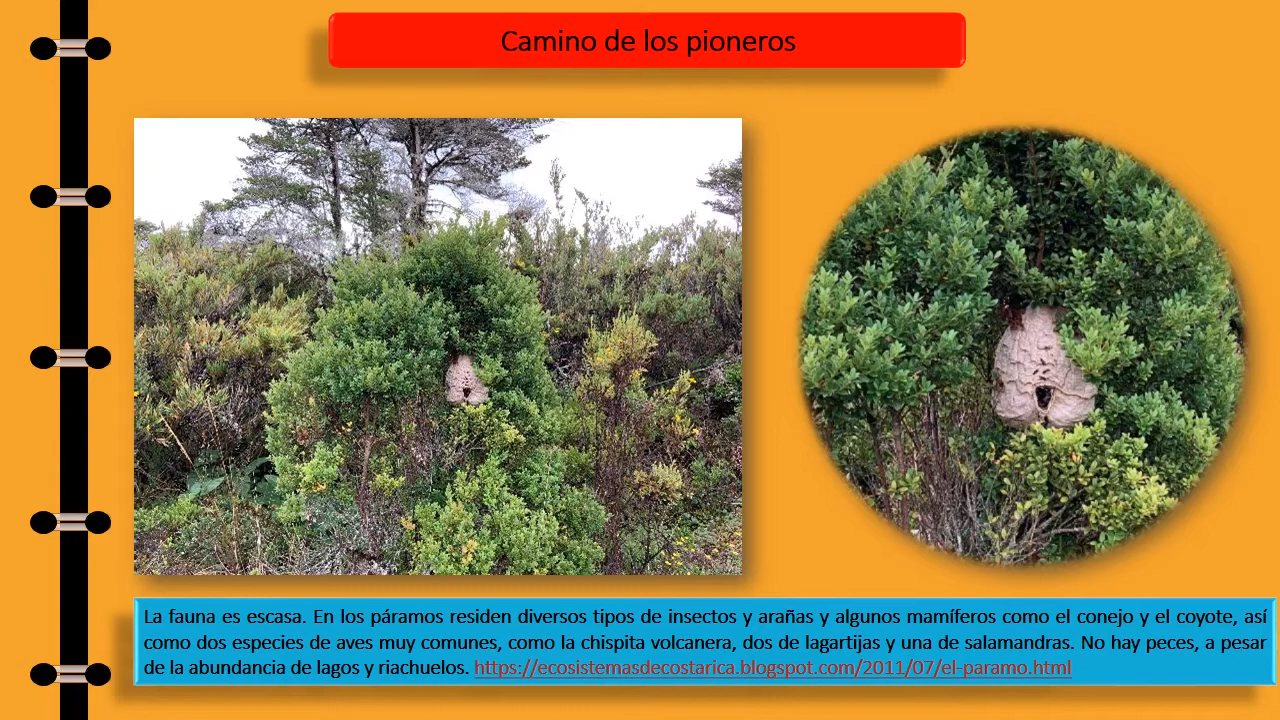 Camino de los pioneros
La fauna es escasa. En los páramos residen diversos tipos de insectos y arañas y algunos mamíferos como el conejo y el coyote, así
como dos especies de aves muy comunes, como la chispita volcanera, dos de lagartijas y una de salamandras. No hay peces, a pesar
de la abundancia de lagos y riachuelos. https://ecosistemasdecostarica.blogspot.com/2011/07/el-paramo.html